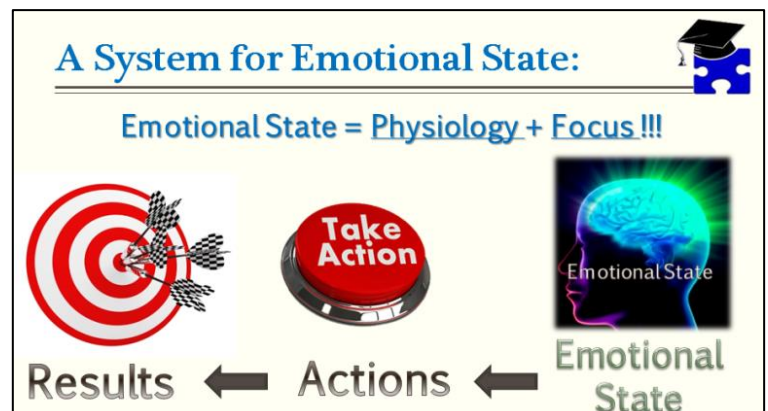 A System for Emotional State:
Emotional State = Physiology + Focus !!!
Take
Action
Emotional State
Results
Actions
Emotional
State